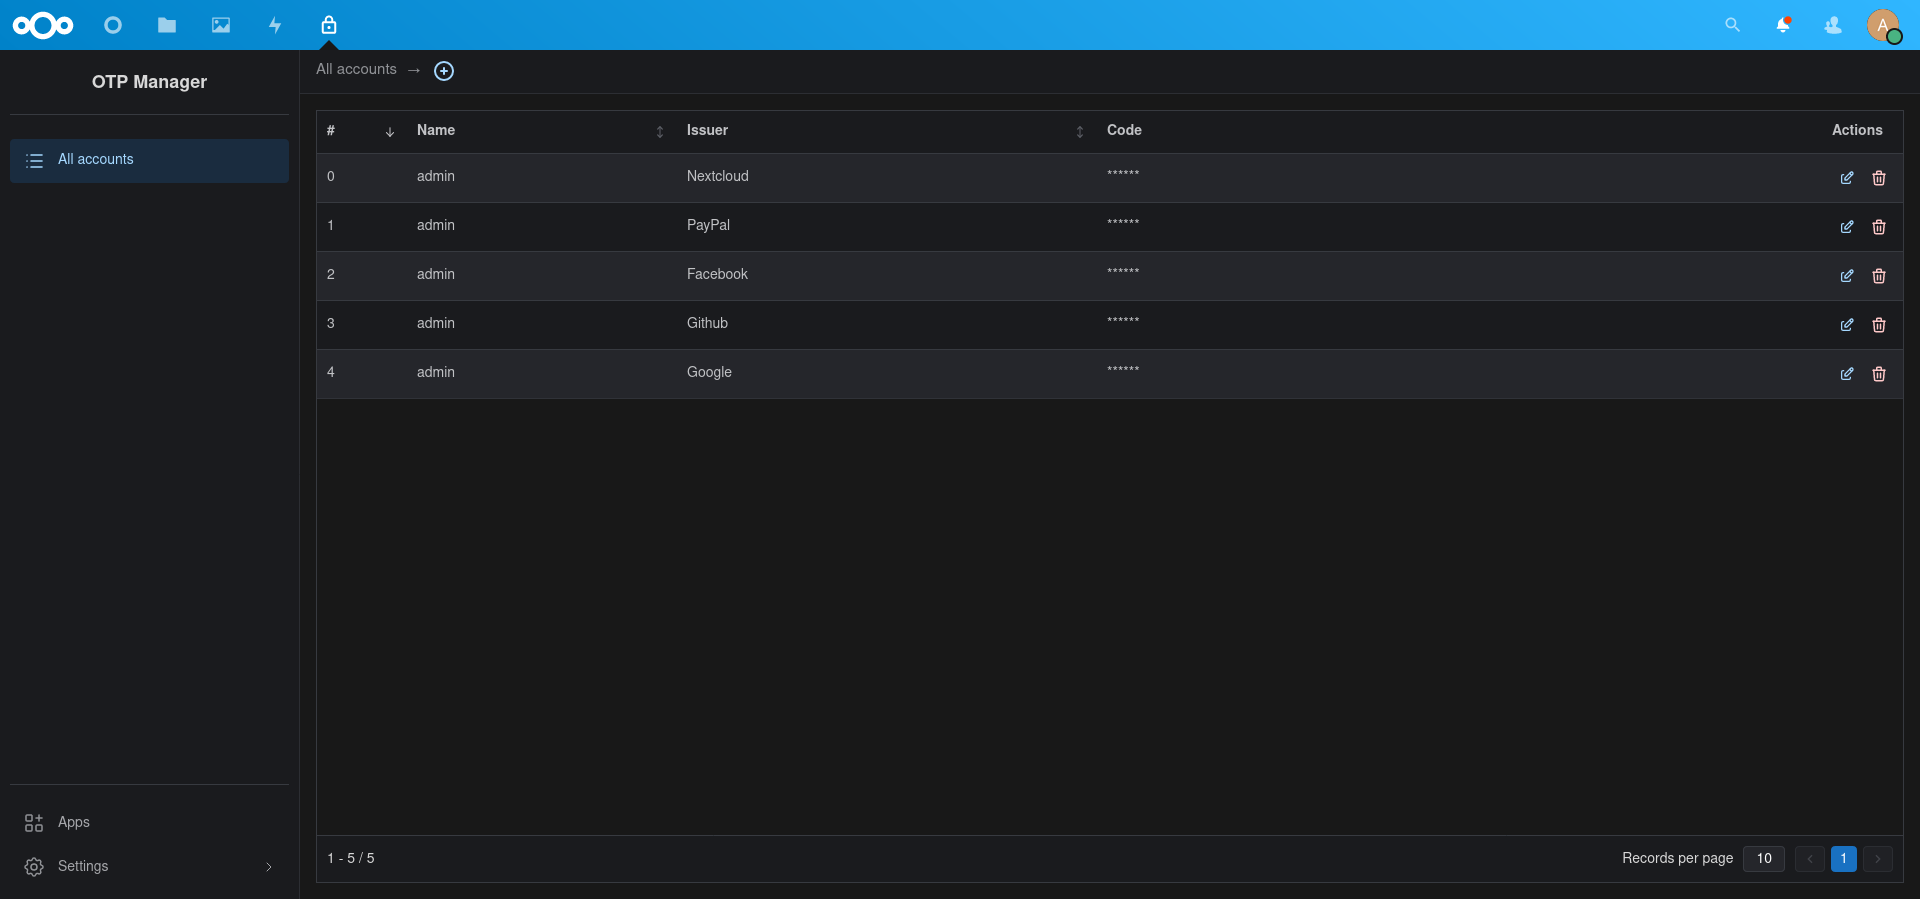 A
OTP Manager
All accounts →
All accounts
# Name Issuer Code Actions
0 admin Nextcloud ******
1 admin PayPal ******
2 admin Facebook ******
3 admin Github ******
4 admin Google ******
Apps
Settings
1 - 5 / 5 Records per page 10 1